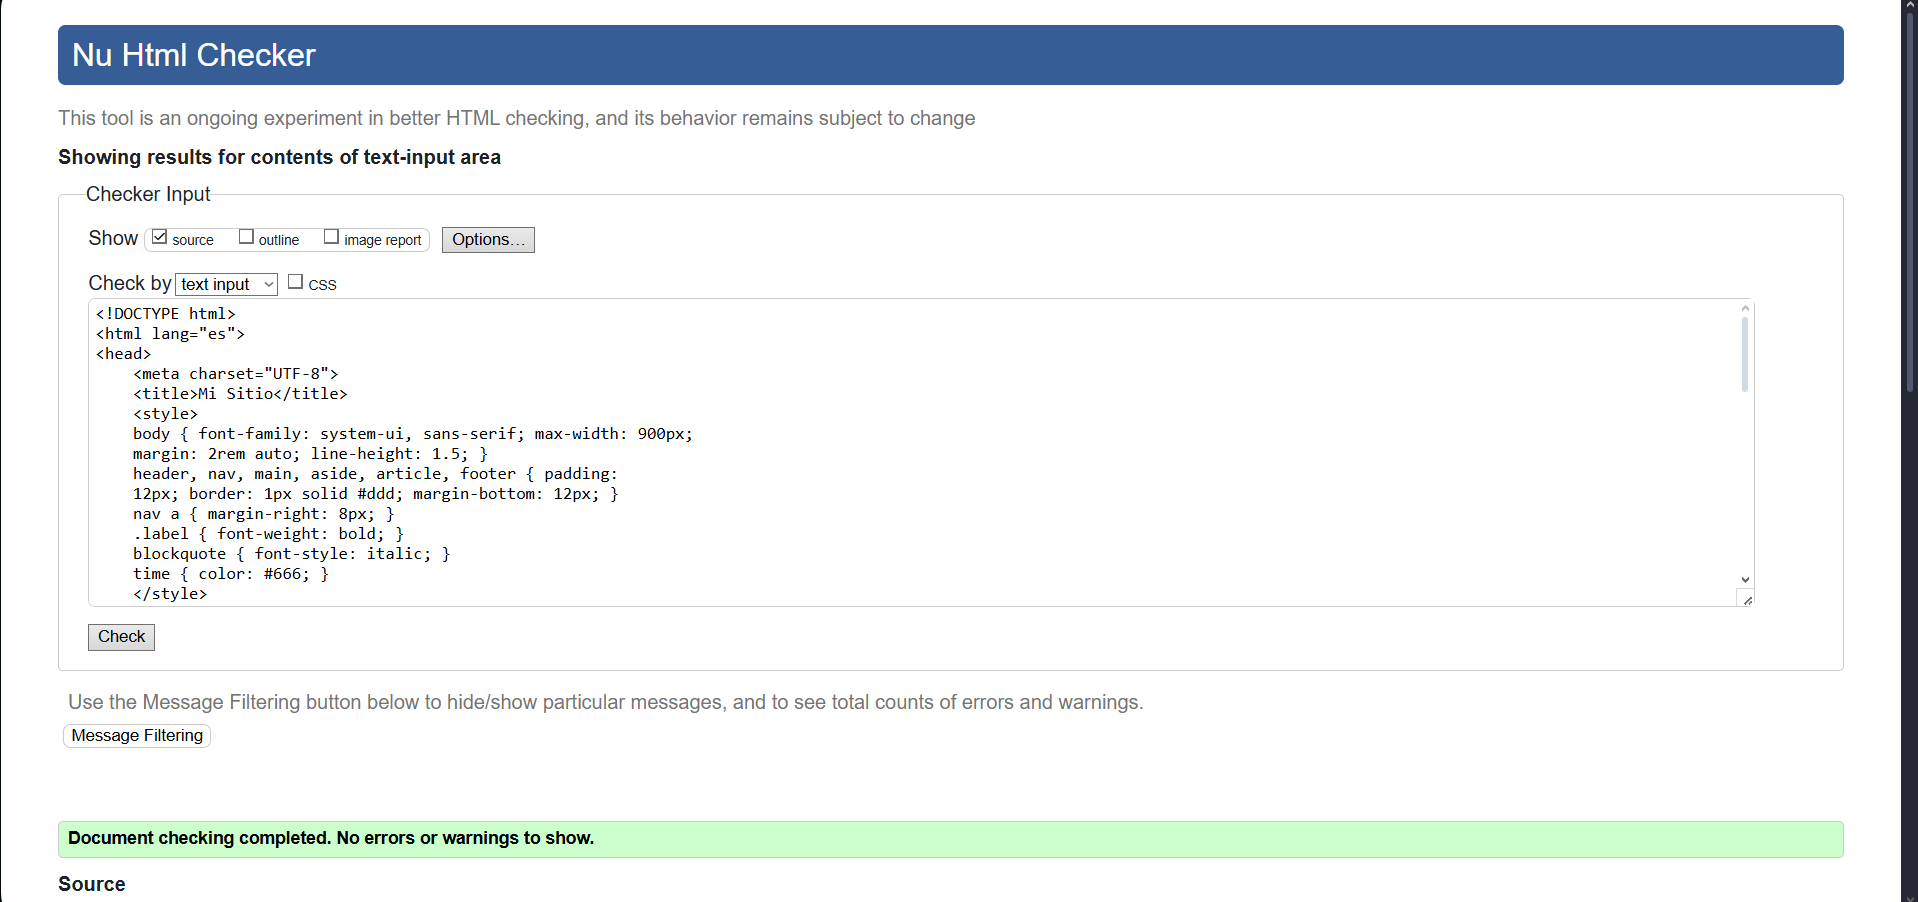 Nu Html Checker
This tool is an ongoing experiment in better HTML checking, and its behavior remains subject to change
Showing results for contents of text-input area
Checker Input
Show source outline image report Options...
Check by text input CSS
<!DOCTYPE html>
<html lang="es">
<head>
    <meta charset="UTF-8">
    <title>Mi Sitio</title>
    <style>
    body { font-family: system-ui, sans-serif; max-width: 900px;
    margin: 2rem auto; line-height: 1.5; }
    header, nav, main, aside, article, footer { padding:
    12px; border: 1px solid #ddd; margin-bottom: 12px; }
    nav a { margin-right: 8px; }
    .label { font-weight: bold; }
    blockquote { font-style: italic; }
    time { color: #666; }
    </style>
Check
Use the Message Filtering button below to hide/show particular messages, and to see total counts of errors and warnings.
Message Filtering
Document checking completed. No errors or warnings to show.
Source